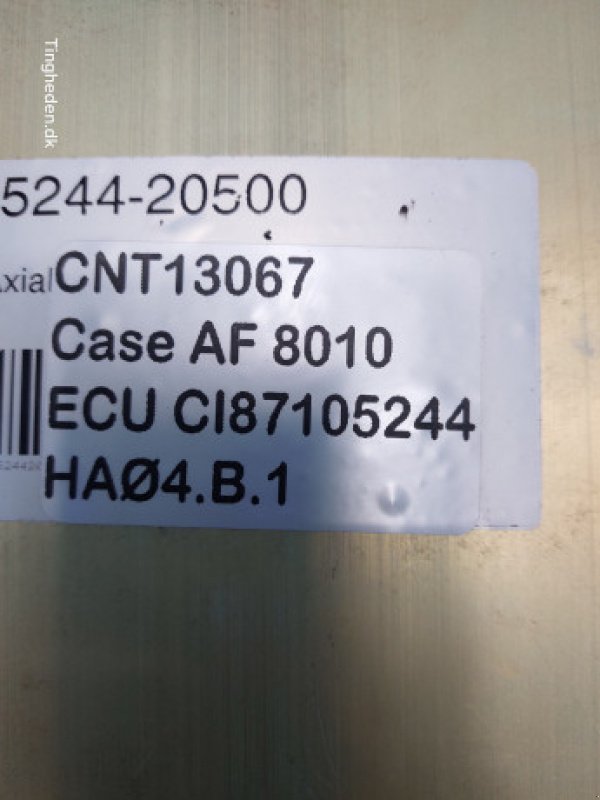 Tingheden.dk
5244-20500
xial
CNT13067
Case AF 8010
ECU CI87105244
HAØ4.B.1